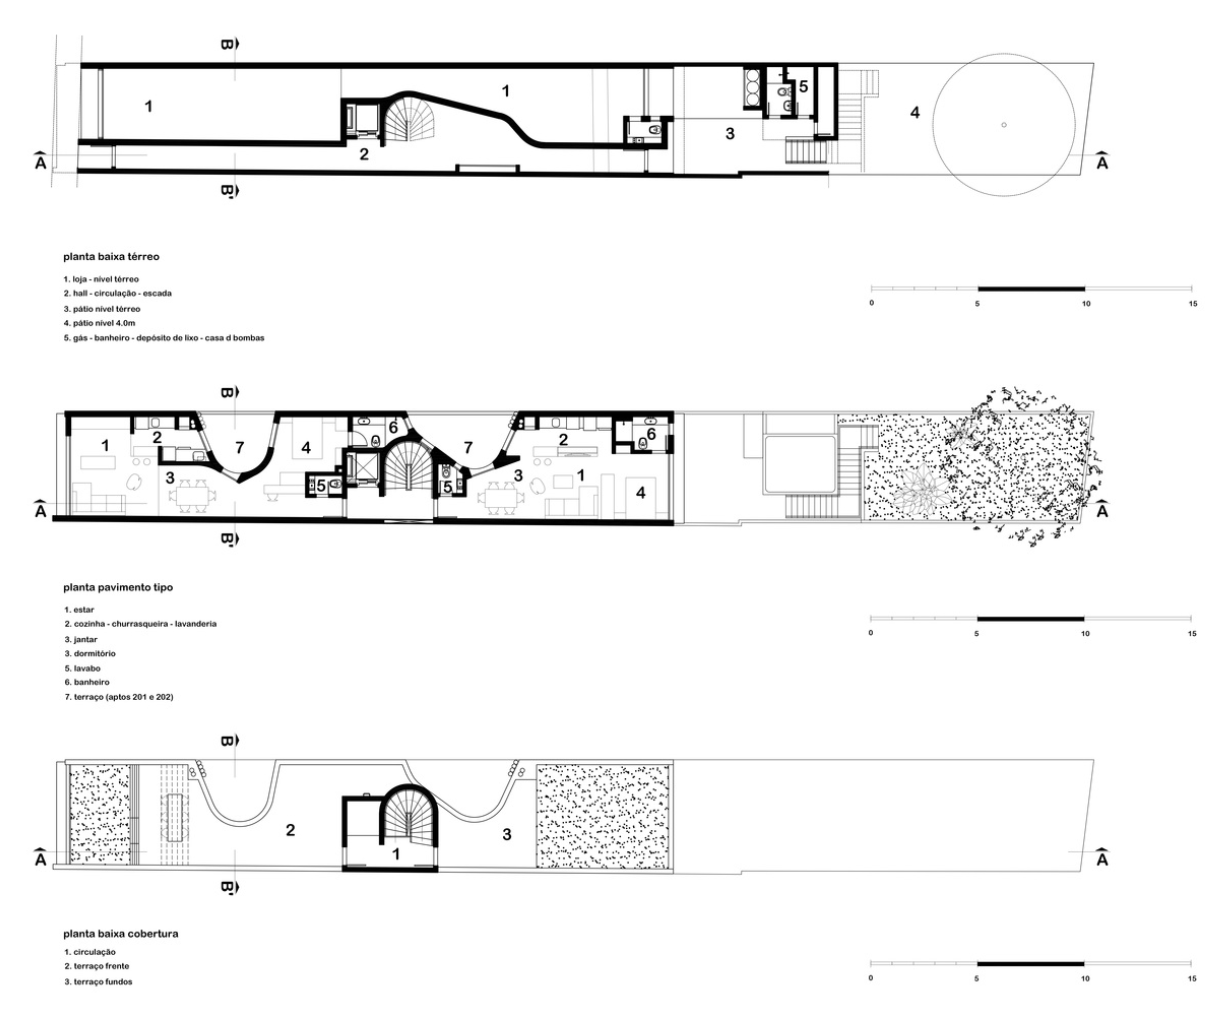 B'
1
1
5
4
3
2
A
A
B'
planta baixa térreo
1. loja - nível térreo
2. hall - circulação - escada
3. pátio nível térreo
4. pátio nível 4.0m
5. gás - banheiro - depósito de lixo - casa d bombas
0 5 10 15
B'
1
2
7
4
6
7
2
6
3
5
5
3
1
4
A
A
B'
planta pavimento tipo
1. estar
2. cozinha - churrasqueira - lavanderia
3. jantar
3. dormitório
5. lavabo
6. banheiro
7. terraço (aptos 201 e 202)
0 5 10 15
B'
2
3
1
A
A
B'
planta baixa cobertura
1. circulação
2. terraço frente
3. terraço fundos
0 5 10 15